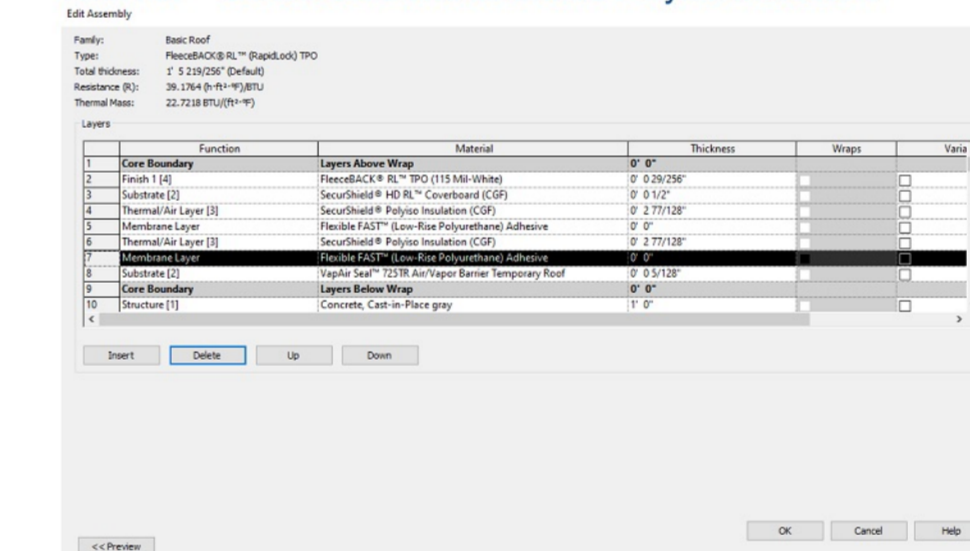 Edit Assembly
Family: Basic Roof
Type: FleeceBACK® RL™ (RapidLock) TPO
Total thickness: 1' 5 219/256" (Default)
Resistance (R): 39.1764 (h·ft²·°F)/BTU
Thermal Mass: 22.7218 BTU/(ft²·°F)
Layers
Function Material Thickness Wraps Varia
1 Core Boundary Layers Above Wrap 0' 0"
2 Finish 1 [4] FleeceBACK® RL™ TPO (115 Mil-White) 0' 0 29/256"
3 Substrate [2] SecurShield® HD RL™ Coverboard (CGF) 0' 0 1/2"
4 Thermal/Air Layer [3] SecurShield® Polyiso Insulation (CGF) 0' 2 77/128"
5 Membrane Layer Flexible FAST™ (Low-Rise Polyurethane) Adhesive 0' 0"
6 Thermal/Air Layer [3] SecurShield® Polyiso Insulation (CGF) 0' 2 77/128"
7 Membrane Layer Flexible FAST™ (Low-Rise Polyurethane) Adhesive 0' 0"
8 Substrate [2] VapAir Seal™ 725TR Air/Vapor Barrier Temporary Roof 0' 0 5/128"
9 Core Boundary Layers Below Wrap 0' 0"
10 Structure [1] Concrete, Cast-in-Place gray 1' 0"
Insert Delete Up Down
OK Cancel Help
<< Preview